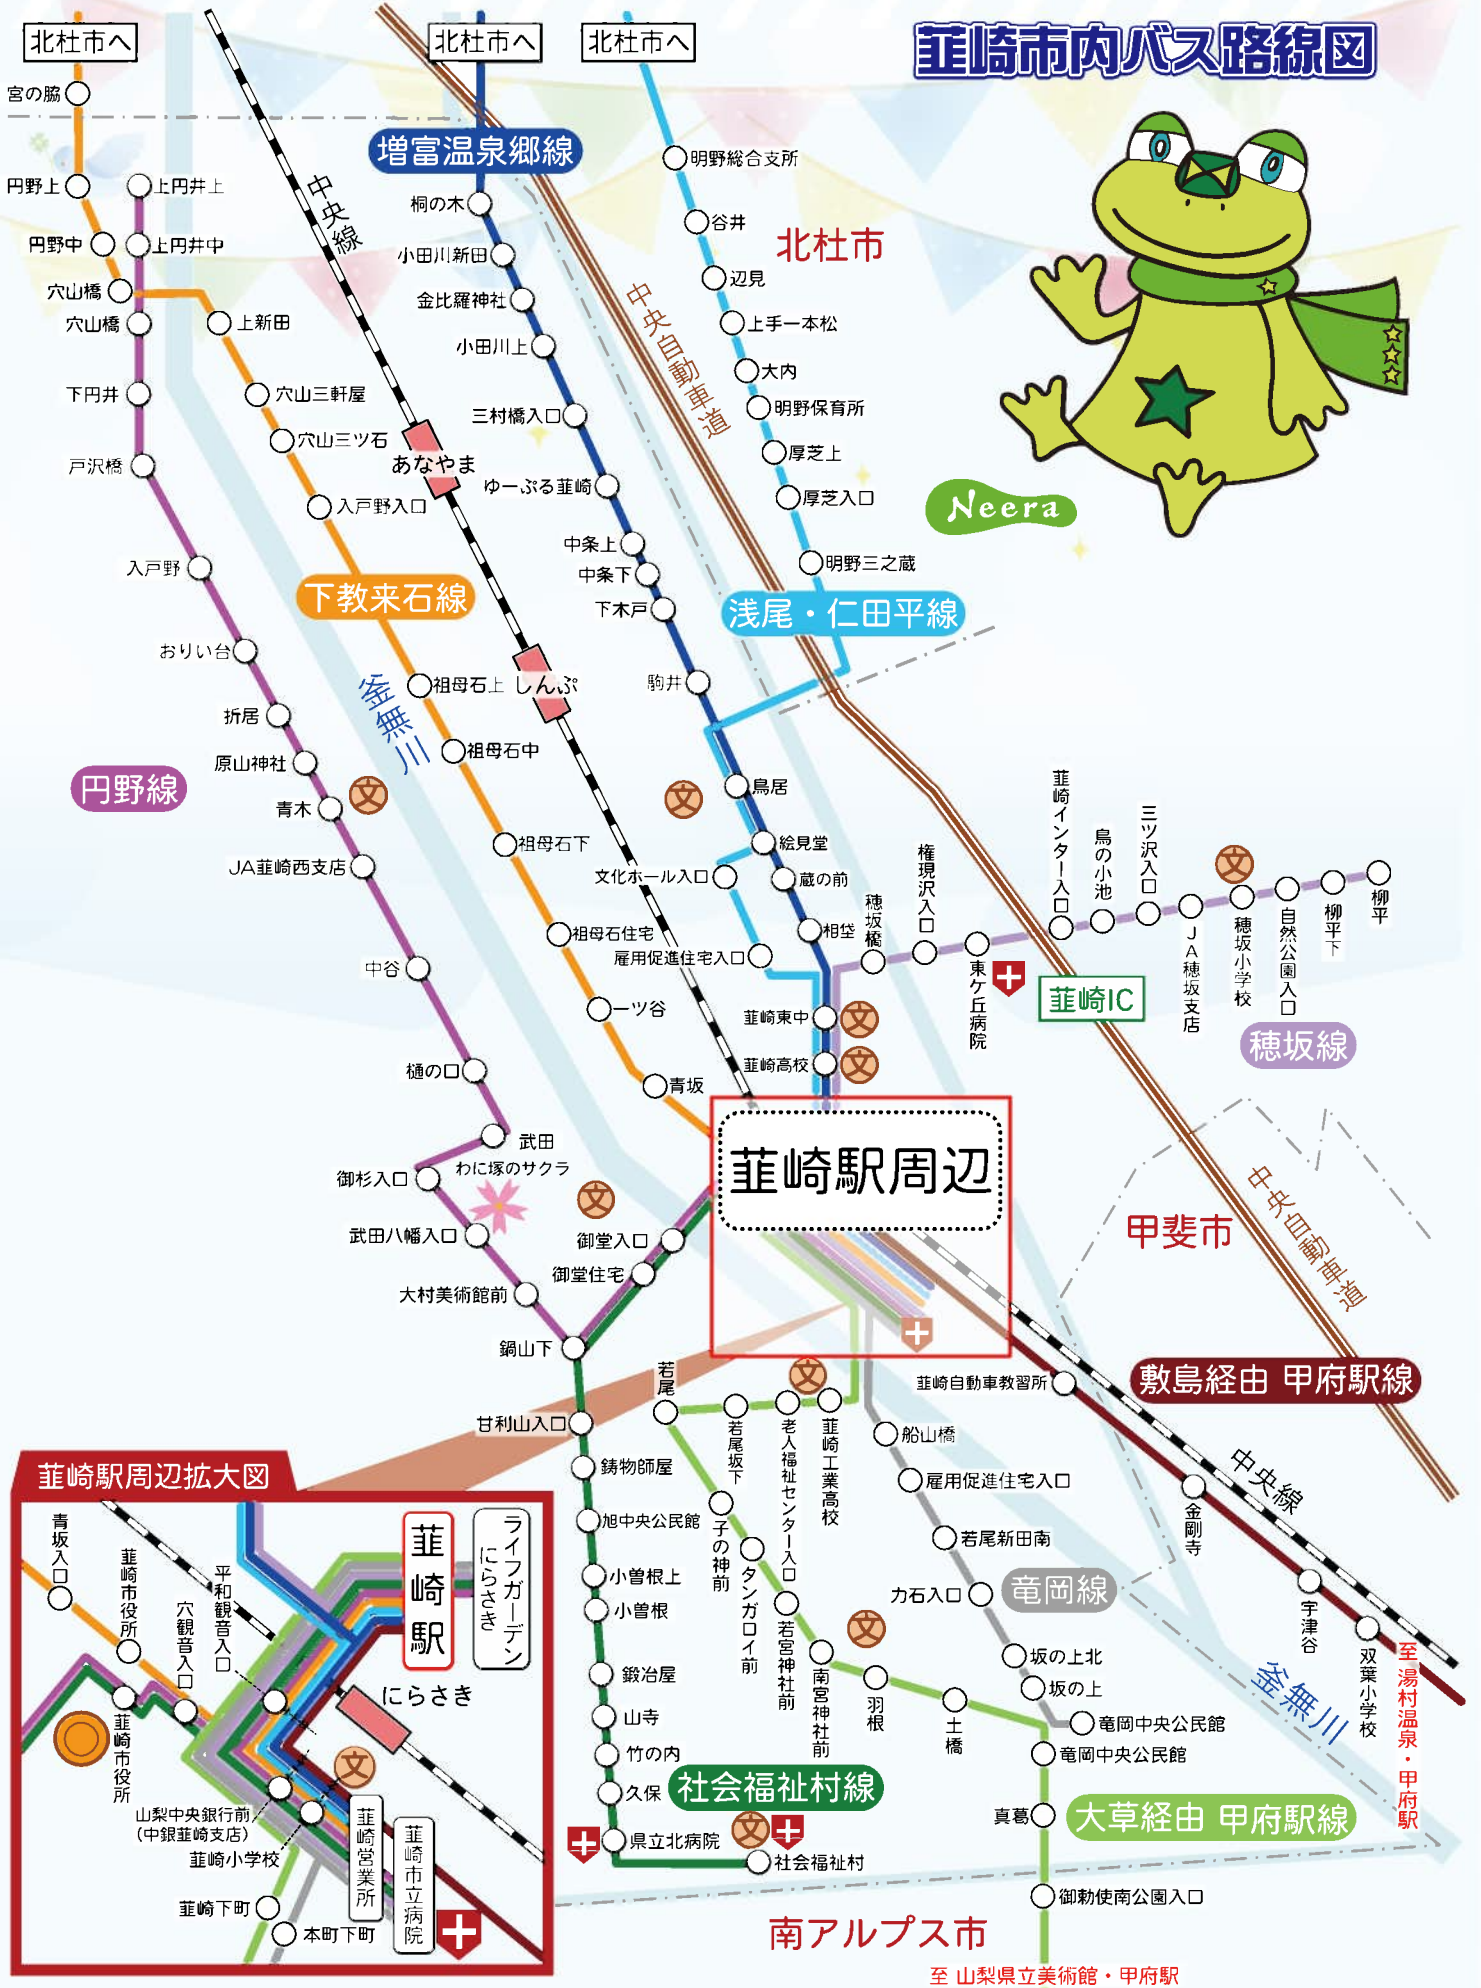 韮崎市内バス路線図
北杜市へ
北杜市へ
北杜市へ
宮の脇
円野上
円野中
穴山橋
上円井上
上円井中
穴山橋
下円井
戸沢橋
入戸野
おりい台
折居
原山神社
青木
JA韮崎西支店
中谷
樋の口
武田
わに塚のサクラ
御杉入口
武田八幡入口
大村美術館前
鍋山下
御堂入口
御堂住宅
円野線
上新田
穴山三軒屋
穴山三ツ石
入戸野入口
下教来石線
祖母石上
祖母石中
祖母石下
祖母石住宅
一ツ谷
青坂
釜無川
中央線
あなやま
しんぷ
増富温泉郷線
桐の木
小田川新田
金比羅神社
小田川上
三村橋入口
ゆーぷる韮崎
中条上
中条下
下木戸
駒井
鳥居
絵見堂
蔵の前
相垈
文化ホール入口
雇用促進住宅入口
韮崎東中
韮崎高校
中央自動車道
北杜市
明野総合支所
谷井
辺見
上手一本松
大内
明野保育所
厚芝上
厚芝入口
明野三之蔵
浅尾・仁田平線
Neera
穂坂橋
権現沢入口
東ケ丘病院
韮崎インター入口
鳥の小池
三ツ沢入口
JA穂坂支店
穂坂小学校
自然公園入口
柳平下
柳平
文
文
文
文
文
文
文
文
文
韮崎IC
穂坂線
韮崎駅周辺
甲斐市
中央自動車道
敷島経由 甲府駅線
韮崎自動車教習所
中央線
金剛寺
宇津谷
双葉小学校
至 湯村温泉・甲府駅
釜無川
甘利山入口
鋳物師屋
旭中央公民館
小曽根上
小曽根
鍛冶屋
山寺
竹の内
久保
県立北病院
社会福祉村
社会福祉村線
若尾
若尾坂下
老人福祉センター入口
韮崎工業高校
子の神前
タンガロイ前
若宮神社前
南宮神社前
羽根
土橋
竜岡中央公民館
真葛
御勅使南公園入口
大草経由 甲府駅線
船山橋
雇用促進住宅入口
若尾新田南
力石入口
坂の上北
坂の上
竜岡中央公民館
竜岡線
南アルプス市
至 山梨県立美術館・甲府駅
韮崎駅周辺拡大図
青坂入口
韮崎市役所
穴観音入口
平和観音入口
韮崎駅
ライフガーデン
にらさき
にらさき
韮崎市役所
山梨中央銀行前
(中銀韮崎支店)
韮崎小学校
韮崎下町
本町下町
文
韮崎営業所
韮崎市立病院